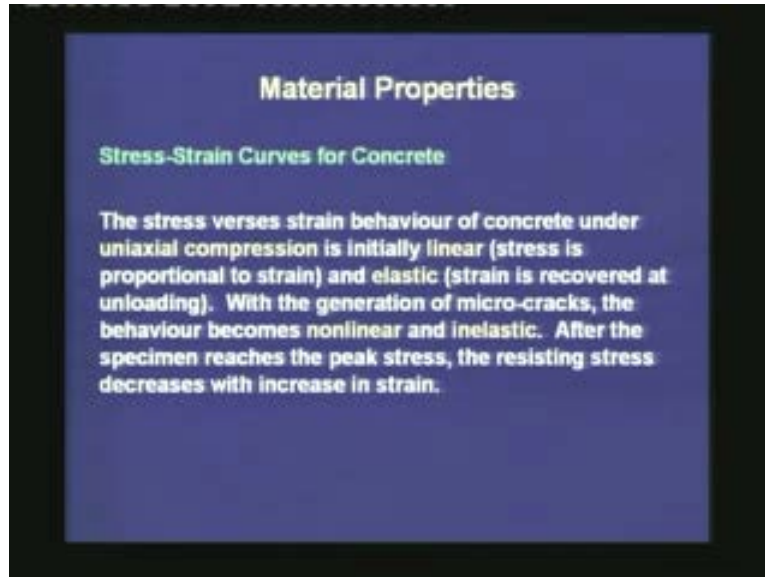 Material Properties
Stress-Strain Curves for Concrete
The stress verses strain behaviour of concrete under
uniaxial compression is initially linear (stress is
proportional to strain) and elastic (strain is recovered at
unloading). With the generation of micro-cracks, the
behaviour becomes nonlinear and inelastic. After the
specimen reaches the peak stress, the resisting stress
decreases with increase in strain.